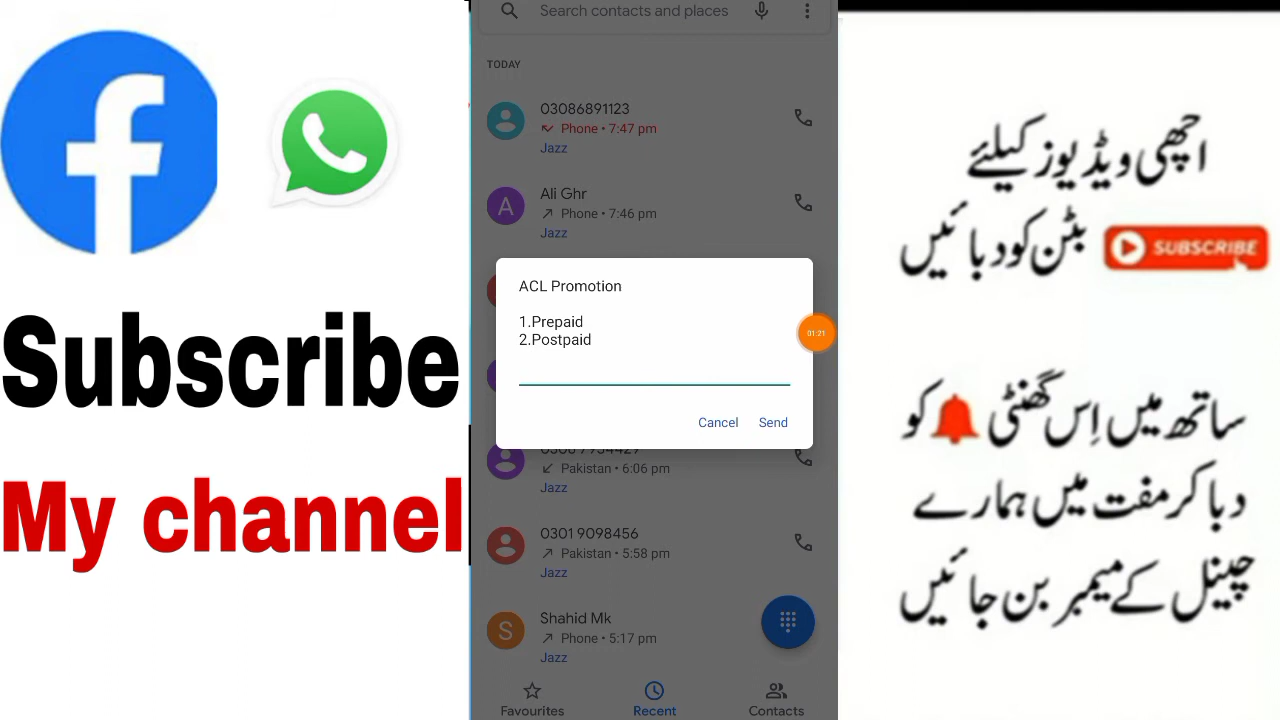 Subscribe
My channel
Search contacts and places
TODAY
03086891123
Phone • 7:47 pm
Jazz
Ali Ghr
A
Phone • 7:46 pm
Jazz
ACL Promotion
1.Prepaid
2.Postpaid
Cancel
Send
01:21
Pakistan • 6:06 pm
Jazz
0301 9098456
Pakistan • 5:58 pm
Jazz
Shahid Mk
S
Phone • 5:17 pm
Jazz
Favourites
Recent
Contacts
اچھی ویڈیوز کیلئے
SUBSCRIBE بٹن کو دبائیں
ساتھ میں اِس گھنٹی کو
دبا کر مفت میں ہمارے
چینل کے میمبر بن جائیں